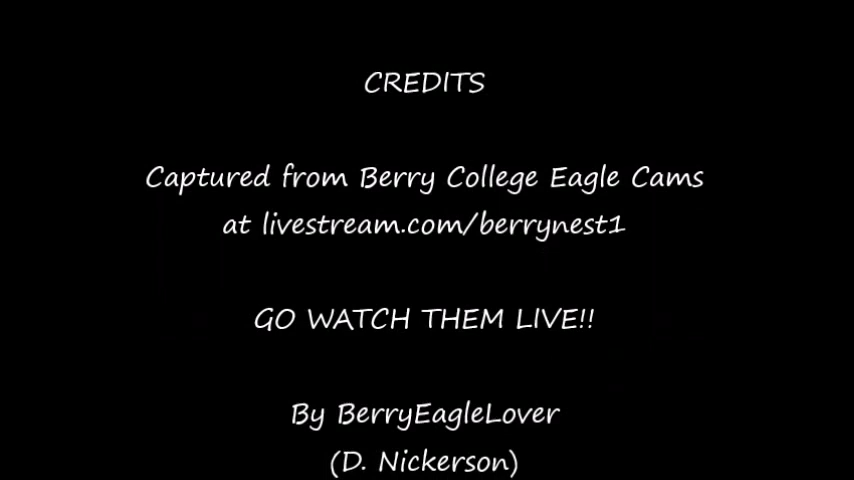 CREDITS
Captured from Berry College Eagle Cams
at livestream.com/berrynest1
GO WATCH THEM LIVE!!
By BerryEagleLover
(D. Nickerson)